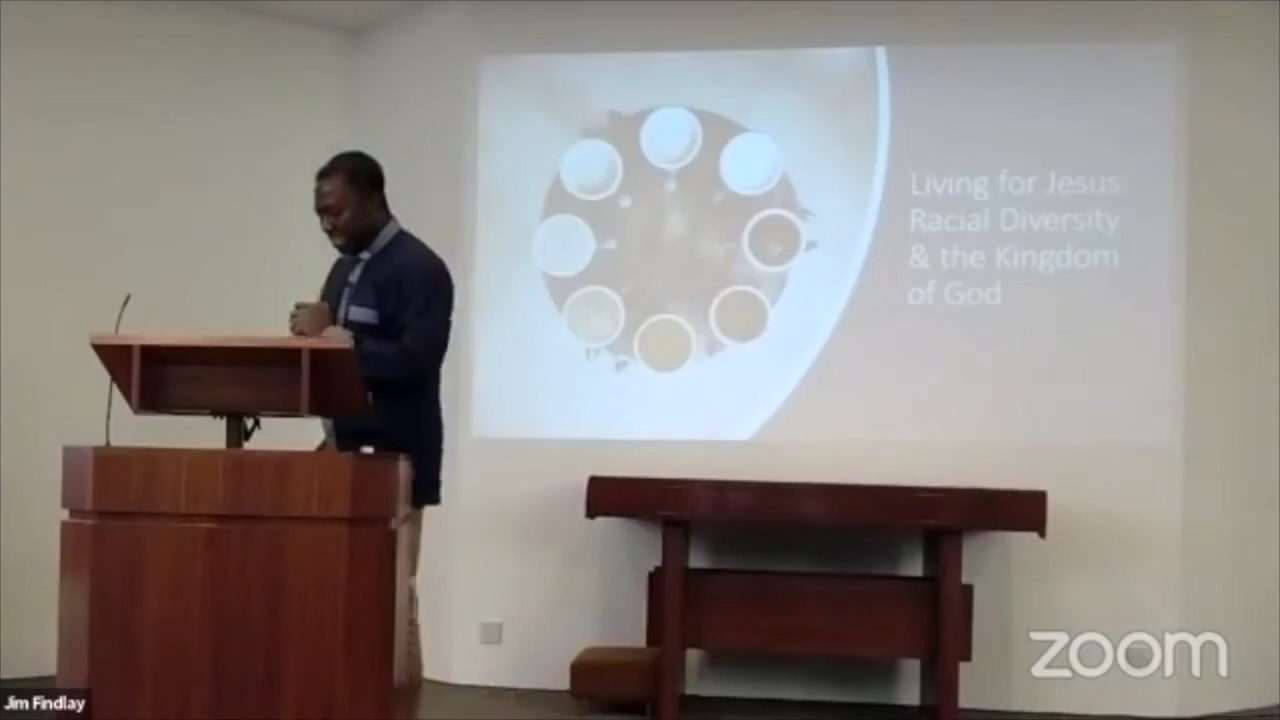 Living for Jesus:
Racial Diversity
& the Kingdom
of God
zoom
Jim Findlay